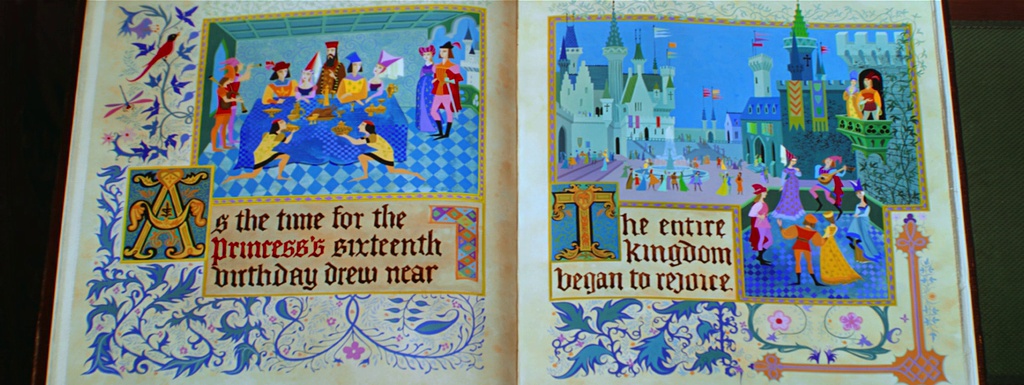 As the time for the
Princess's sixteenth
birthday drew near
The entire
kingdom
began to rejoice.